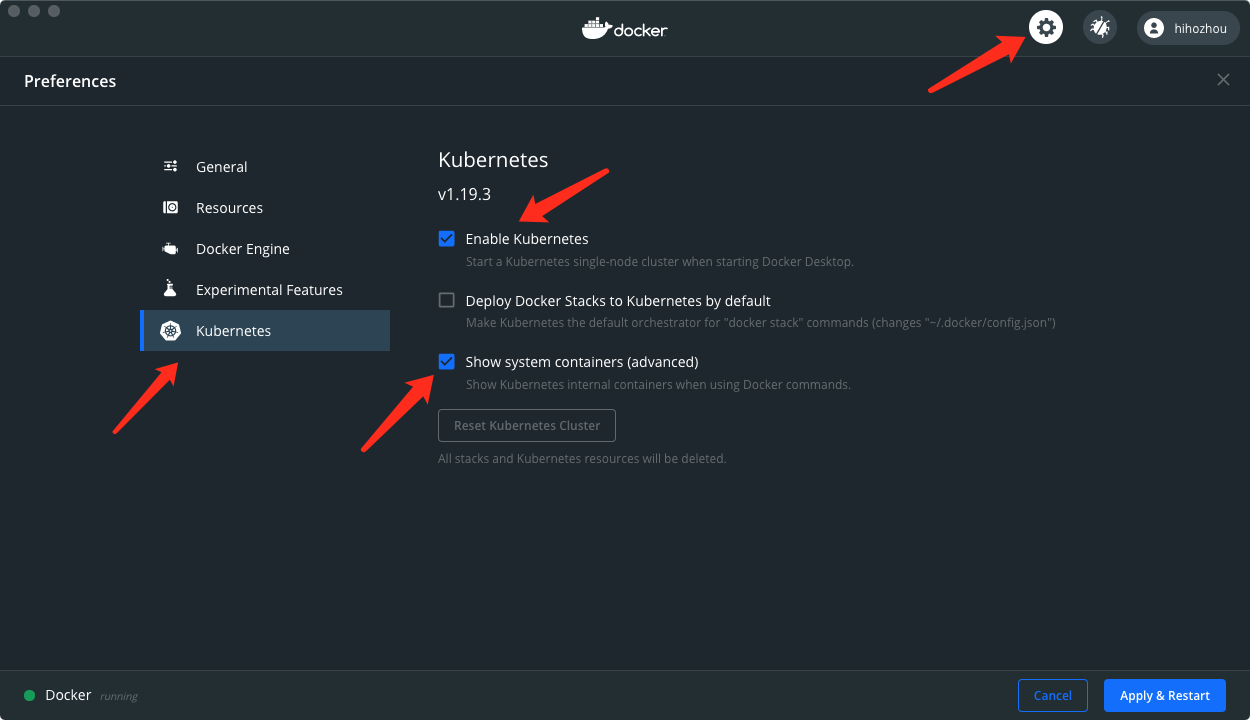 docker
hihozhou
Preferences
General
Resources
Docker Engine
Experimental Features
Kubernetes
Kubernetes
v1.19.3
Enable Kubernetes
Start a Kubernetes single-node cluster when starting Docker Desktop.
Deploy Docker Stacks to Kubernetes by default
Make Kubernetes the default orchestrator for "docker stack" commands (changes "~/.docker/config.json")
Show system containers (advanced)
Show Kubernetes internal containers when using Docker commands.
Reset Kubernetes Cluster
All stacks and Kubernetes resources will be deleted.
Docker running
Cancel
Apply & Restart